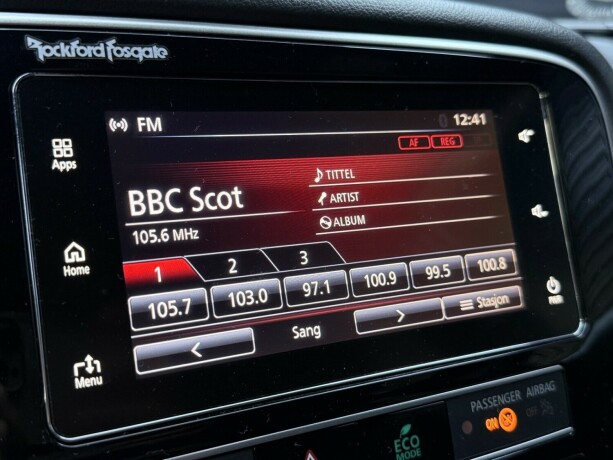 Rockford Fosgate
FM
12:41
AF REG
Apps
BBC Scot
TITTEL
ARTIST
ALBUM
105.6 MHz
Home
1 2 3
105.7 103.0 97.1 100.9 99.5 100.8
PWR
< Sang > Stasjon
Menu
PASSENGER AIRBAG
ON OFF
ECO
MODE